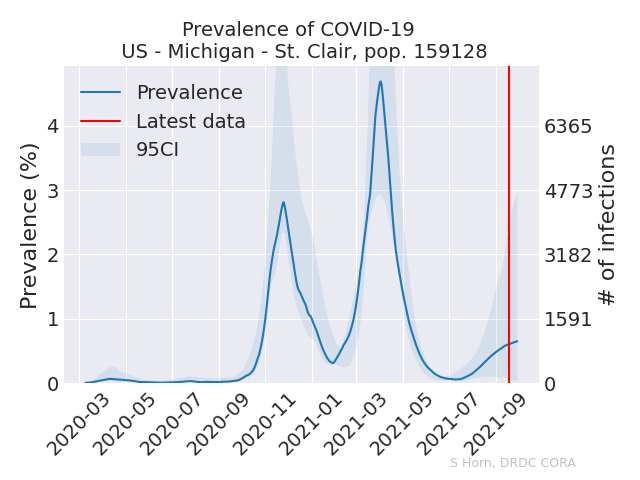 Prevalence of COVID-19
US - Michigan - St. Clair, pop. 159128
Prevalence
Latest data
95CI
Prevalence (%)
4
3
2
1
0
6365
4773
3182
1591
0
# of infections
2020-03
2020-05
2020-07
2020-09
2020-11
2021-01
2021-03
2021-05
2021-07
2021-09
S Horn, DRDC CORA